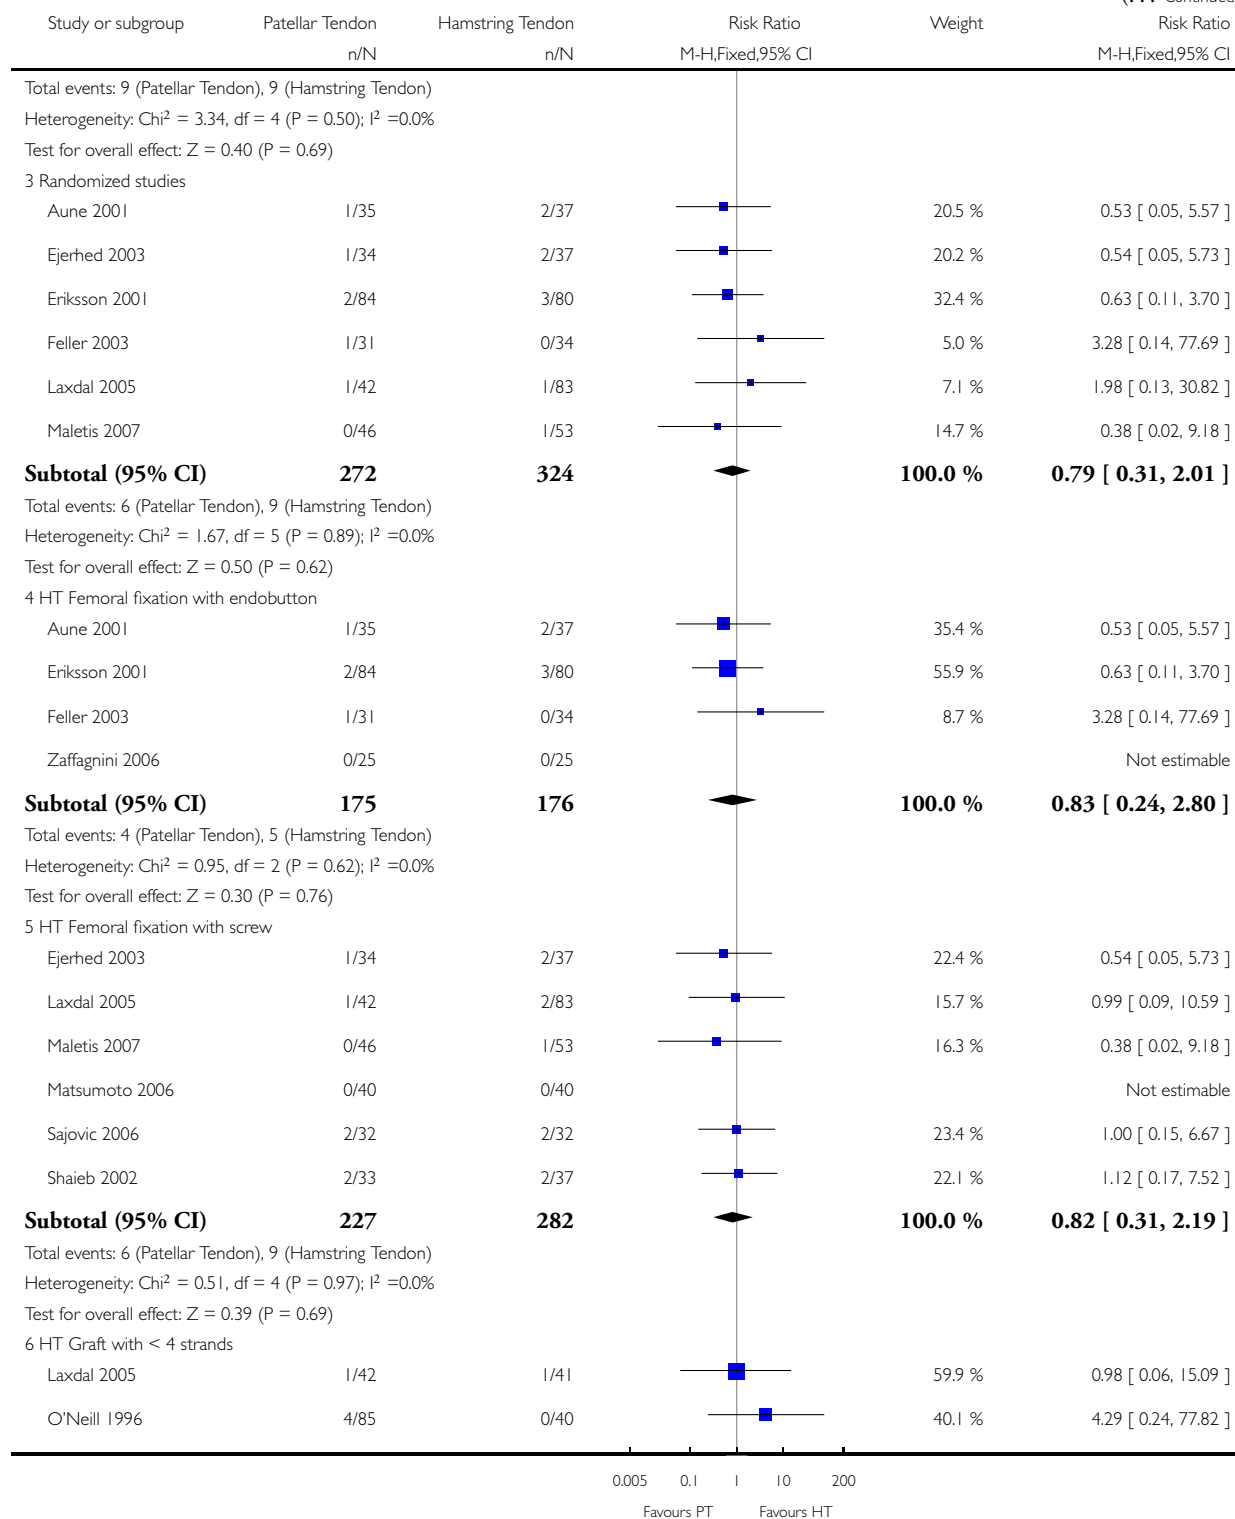 (... Continued
Study or subgroup Patellar Tendon Hamstring Tendon Risk Ratio Weight Risk Ratio
n/N n/N M-H,Fixed,95% CI M-H,Fixed,95% CI
Total events: 9 (Patellar Tendon), 9 (Hamstring Tendon)
Heterogeneity: Chi² = 3.34, df = 4 (P = 0.50); I² =0.0%
Test for overall effect: Z = 0.40 (P = 0.69)
3 Randomized studies
Aune 2001 1/35 2/37 20.5 % 0.53 [ 0.05, 5.57 ]
Ejerhed 2003 1/34 2/37 20.2 % 0.54 [ 0.05, 5.73 ]
Eriksson 2001 2/84 3/80 32.4 % 0.63 [ 0.11, 3.70 ]
Feller 2003 1/31 0/34 5.0 % 3.28 [ 0.14, 77.69 ]
Laxdal 2005 1/42 1/83 7.1 % 1.98 [ 0.13, 30.82 ]
Maletis 2007 0/46 1/53 14.7 % 0.38 [ 0.02, 9.18 ]
Subtotal (95% CI) 272 324 100.0 % 0.79 [ 0.31, 2.01 ]
Total events: 6 (Patellar Tendon), 9 (Hamstring Tendon)
Heterogeneity: Chi² = 1.67, df = 5 (P = 0.89); I² =0.0%
Test for overall effect: Z = 0.50 (P = 0.62)
4 HT Femoral fixation with endobutton
Aune 2001 1/35 2/37 35.4 % 0.53 [ 0.05, 5.57 ]
Eriksson 2001 2/84 3/80 55.9 % 0.63 [ 0.11, 3.70 ]
Feller 2003 1/31 0/34 8.7 % 3.28 [ 0.14, 77.69 ]
Zaffagnini 2006 0/25 0/25 Not estimable
Subtotal (95% CI) 175 176 100.0 % 0.83 [ 0.24, 2.80 ]
Total events: 4 (Patellar Tendon), 5 (Hamstring Tendon)
Heterogeneity: Chi² = 0.95, df = 2 (P = 0.62); I² =0.0%
Test for overall effect: Z = 0.30 (P = 0.76)
5 HT Femoral fixation with screw
Ejerhed 2003 1/34 2/37 22.4 % 0.54 [ 0.05, 5.73 ]
Laxdal 2005 1/42 2/83 15.7 % 0.99 [ 0.09, 10.59 ]
Maletis 2007 0/46 1/53 16.3 % 0.38 [ 0.02, 9.18 ]
Matsumoto 2006 0/40 0/40 Not estimable
Sajovic 2006 2/32 2/32 23.4 % 1.00 [ 0.15, 6.67 ]
Shaieb 2002 2/33 2/37 22.1 % 1.12 [ 0.17, 7.52 ]
Subtotal (95% CI) 227 282 100.0 % 0.82 [ 0.31, 2.19 ]
Total events: 6 (Patellar Tendon), 9 (Hamstring Tendon)
Heterogeneity: Chi² = 0.51, df = 4 (P = 0.97); I² =0.0%
Test for overall effect: Z = 0.39 (P = 0.69)
6 HT Graft with < 4 strands
Laxdal 2005 1/42 1/41 59.9 % 0.98 [ 0.06, 15.09 ]
O'Neill 1996 4/85 0/40 40.1 % 4.29 [ 0.24, 77.82 ]
0.005 0.1 1 10 200
Favours PT Favours HT